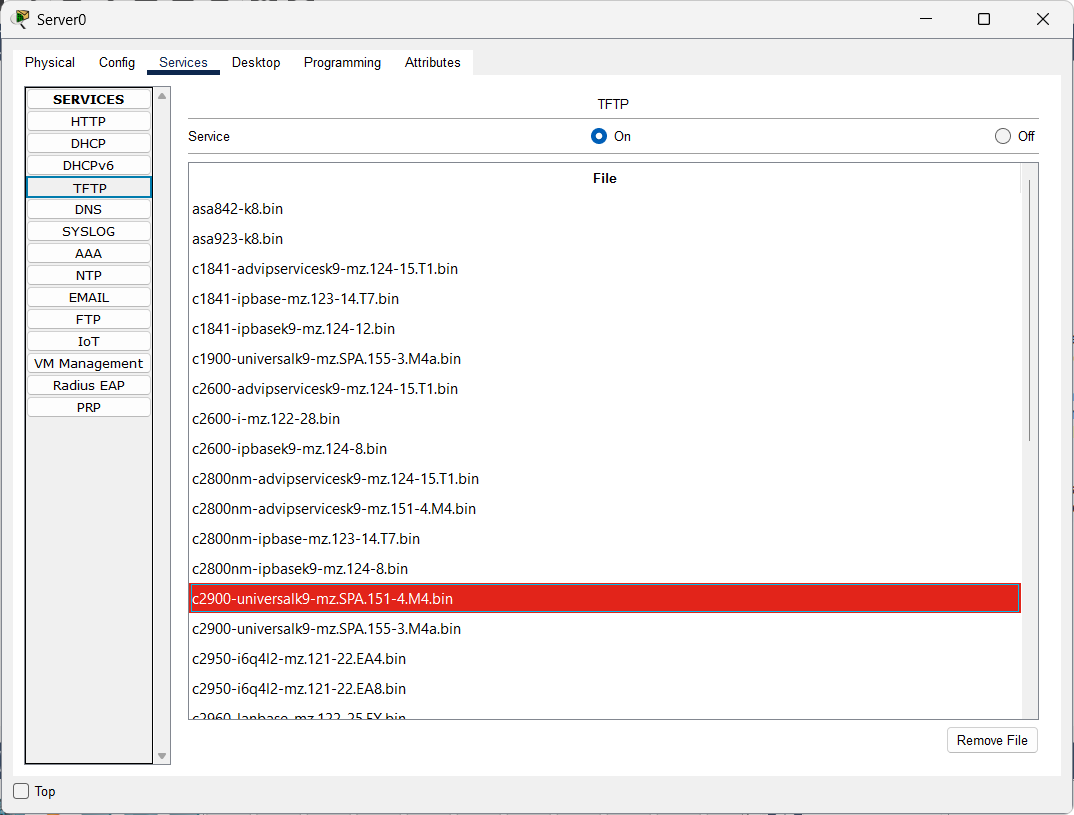 Server0
Physical Config Services Desktop Programming Attributes
SERVICES
HTTP
DHCP
DHCPv6
TFTP
DNS
SYSLOG
AAA
NTP
EMAIL
FTP
IoT
VM Management
Radius EAP
PRP
TFTP
Service On Off
File
asa842-k8.bin
asa923-k8.bin
c1841-advipservicesk9-mz.124-15.T1.bin
c1841-ipbase-mz.123-14.T7.bin
c1841-ipbasek9-mz.124-12.bin
c1900-universalk9-mz.SPA.155-3.M4a.bin
c2600-advipservicesk9-mz.124-15.T1.bin
c2600-i-mz.122-28.bin
c2600-ipbasek9-mz.124-8.bin
c2800nm-advipservicesk9-mz.124-15.T1.bin
c2800nm-advipservicesk9-mz.151-4.M4.bin
c2800nm-ipbase-mz.123-14.T7.bin
c2800nm-ipbasek9-mz.124-8.bin
c2900-universalk9-mz.SPA.151-4.M4.bin
c2900-universalk9-mz.SPA.155-3.M4a.bin
c2950-i6q4l2-mz.121-22.EA4.bin
c2950-i6q4l2-mz.121-22.EA8.bin
c2960-lanbase-mz.122-25.FX.bin
Remove File
Top